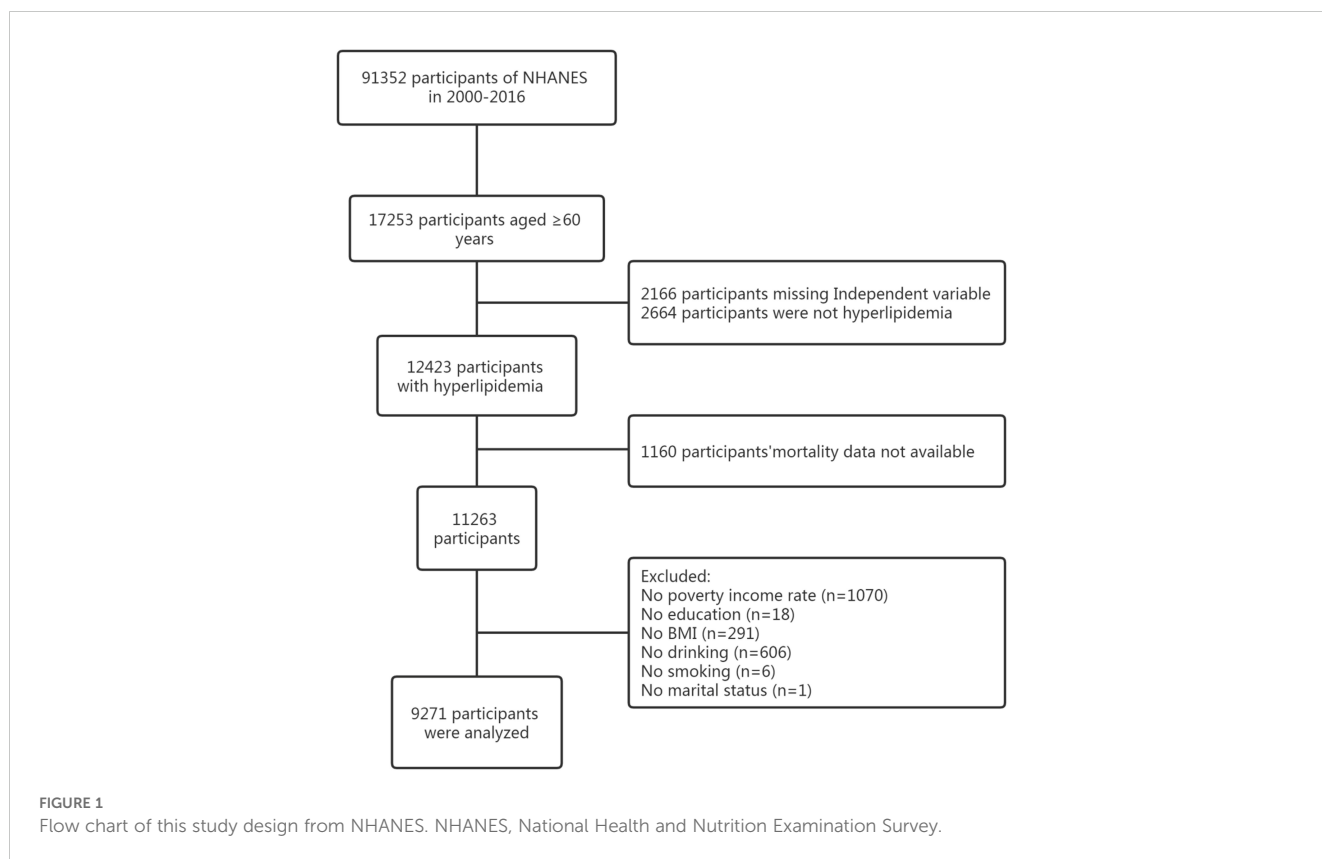 91352 participants of NHANES
in 2000-2016
17253 participants aged ≥60
years
2166 participants missing Independent variable
2664 participants were not hyperlipidemia
12423 participants
with hyperlipidemia
1160 participants'mortality data not available
11263
participants
Excluded:
No poverty income rate (n=1070)
No education (n=18)
No BMI (n=291)
No drinking (n=606)
No smoking (n=6)
No marital status (n=1)
9271 participants
were analyzed
FIGURE 1
Flow chart of this study design from NHANES. NHANES, National Health and Nutrition Examination Survey.